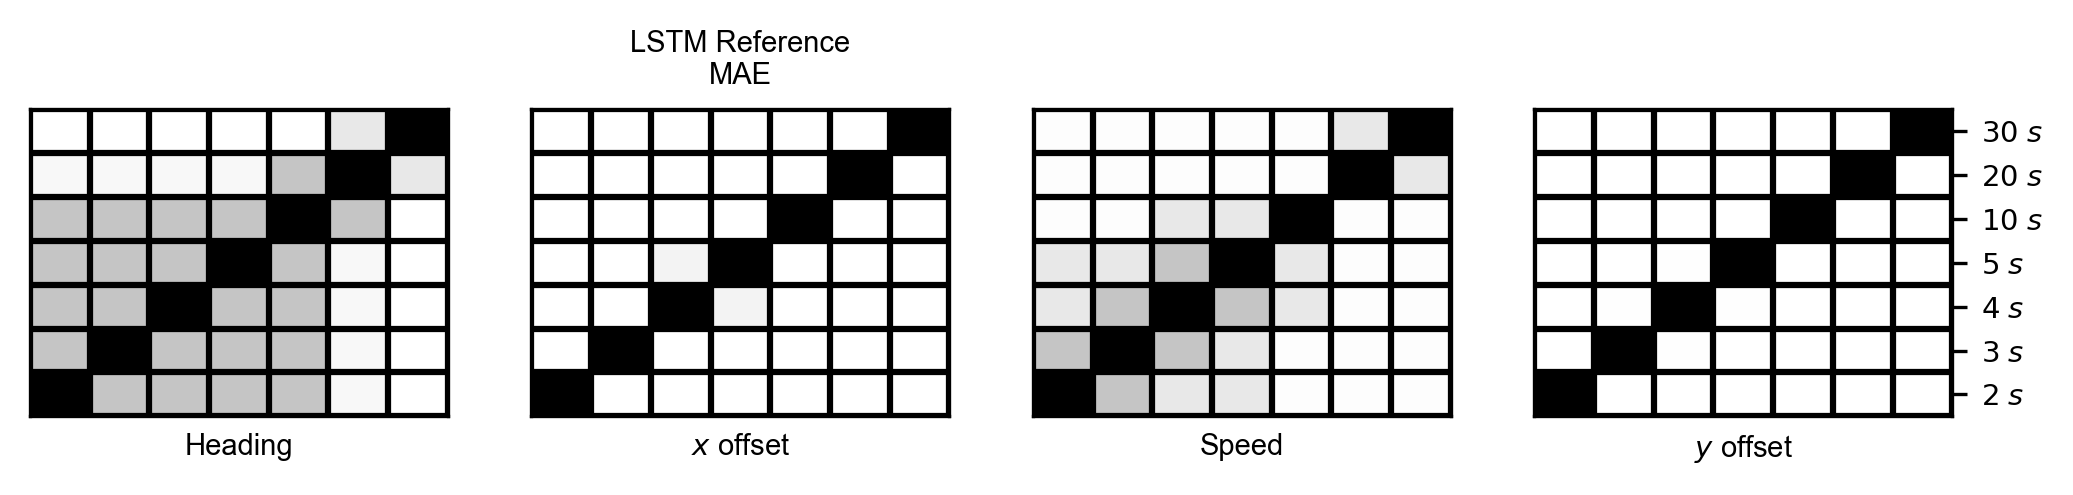 LSTM Reference
MAE
30 s
20 s
10 s
5 s
4 s
3 s
2 s
Heading
x offset
Speed
y offset